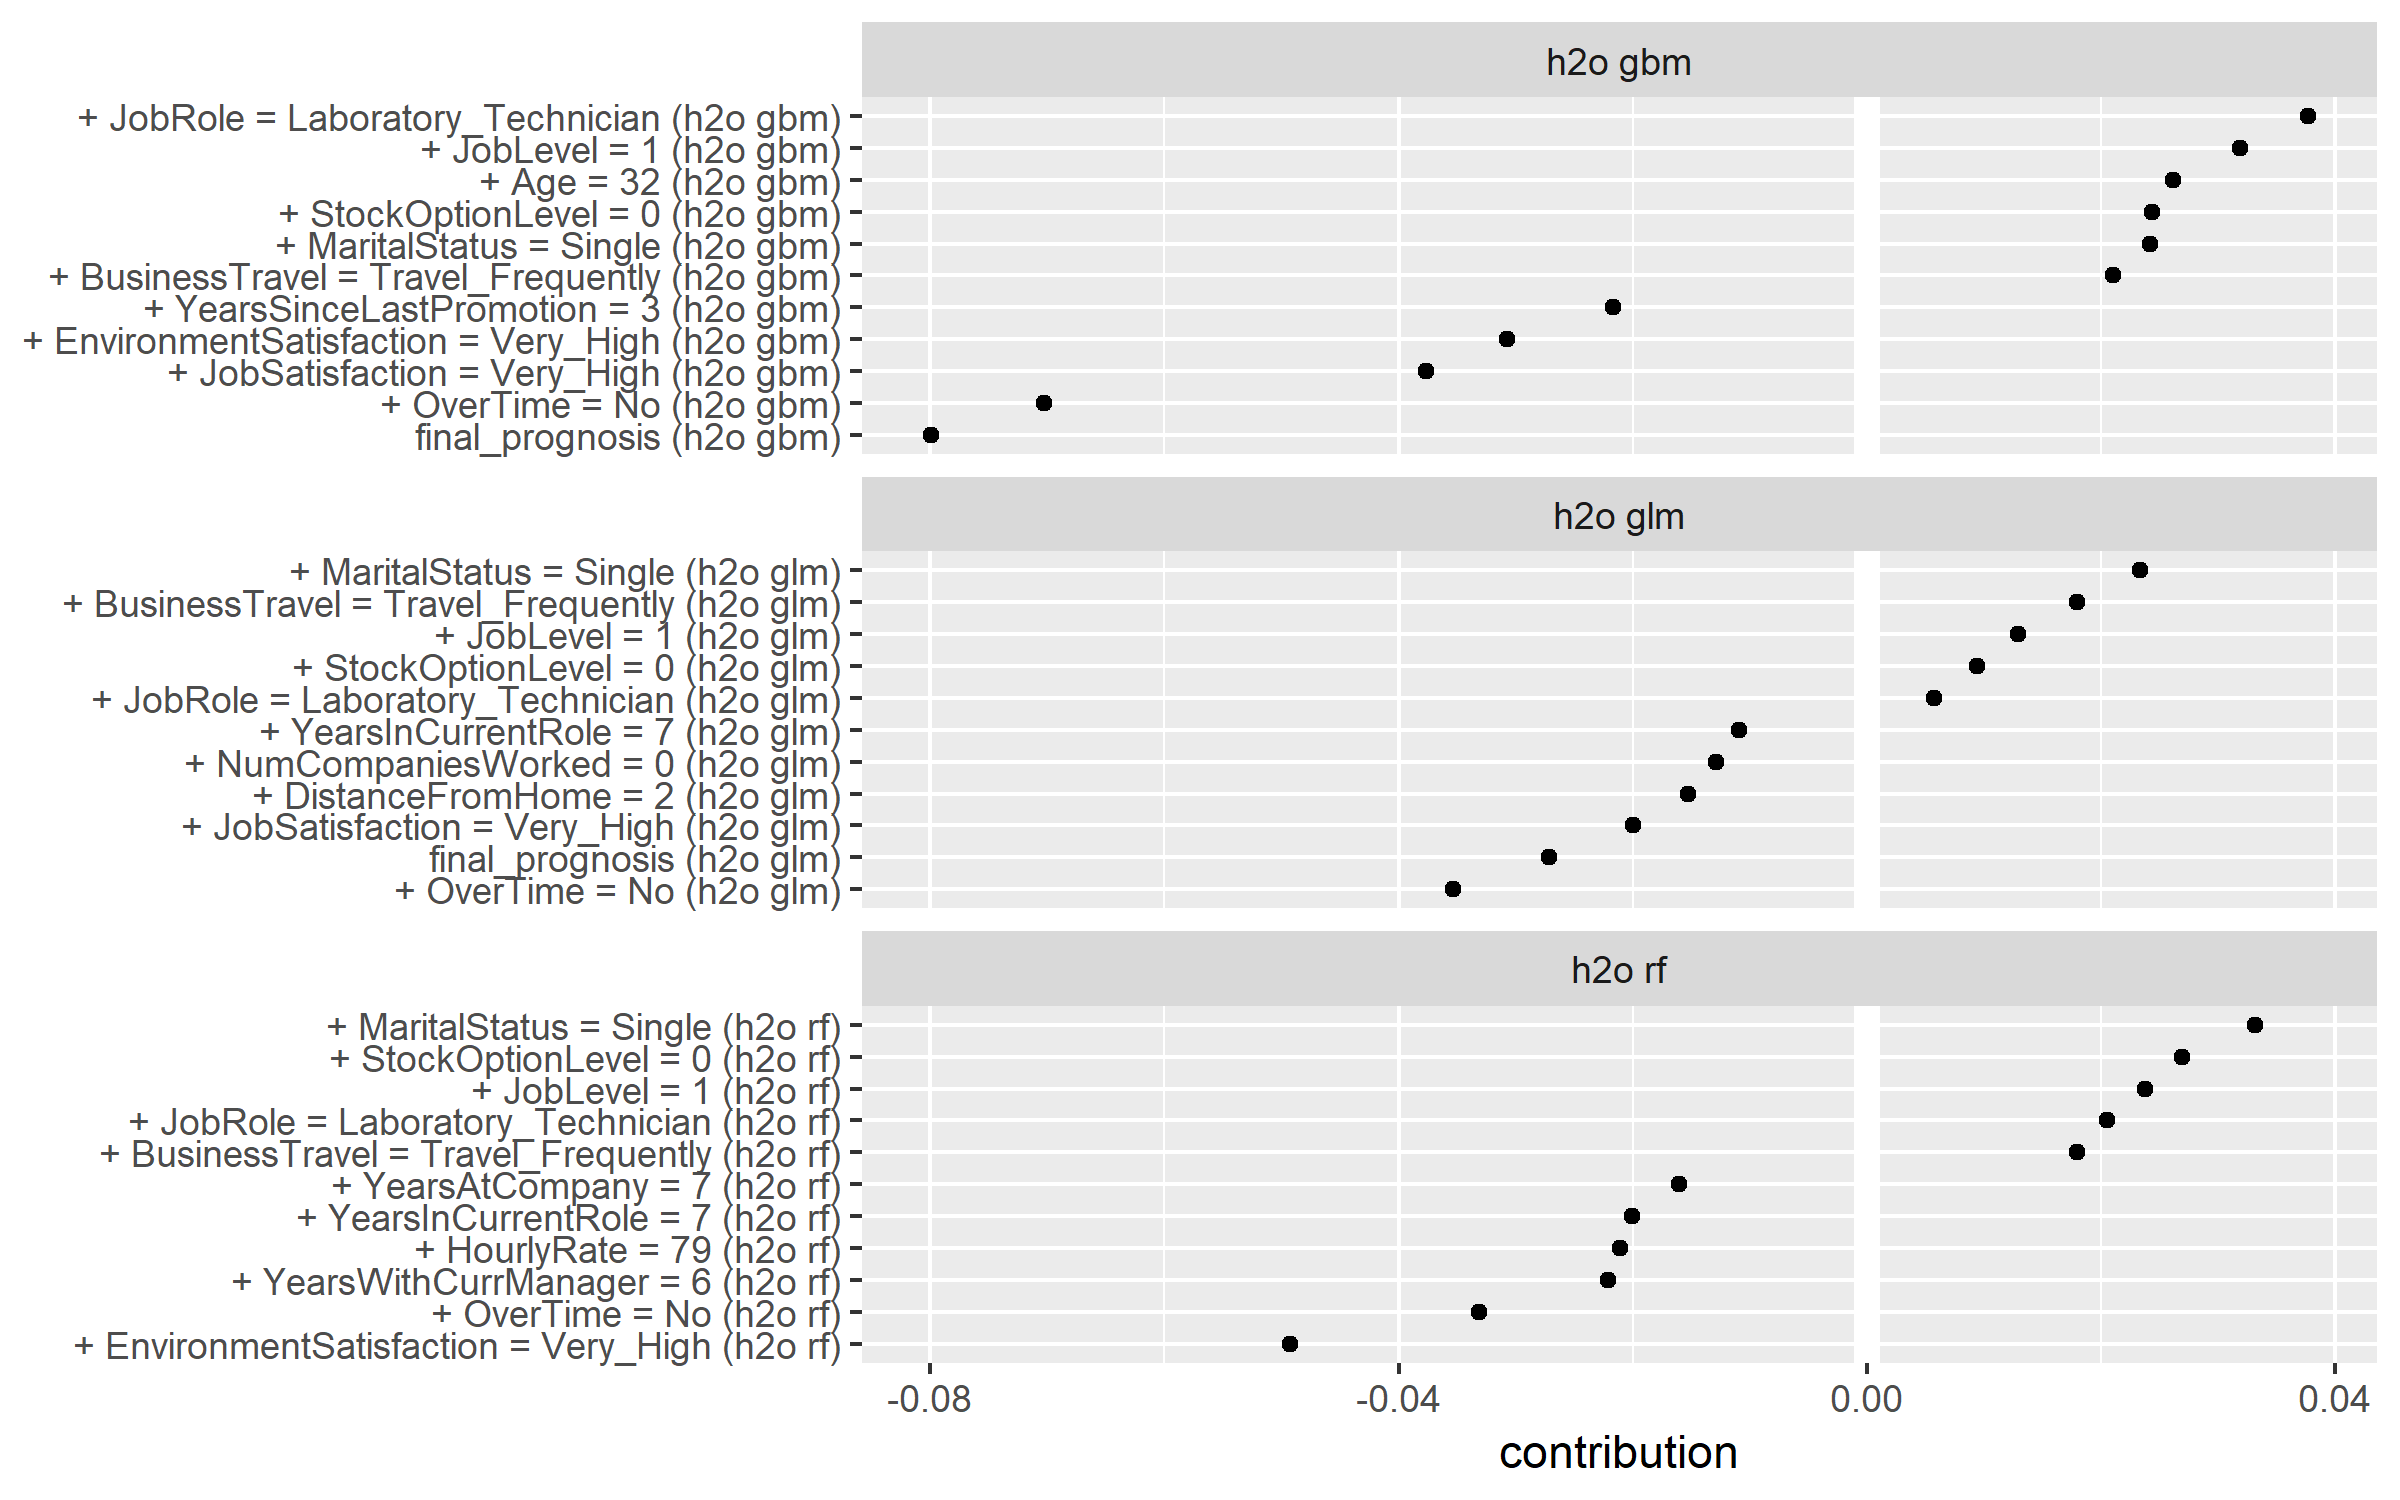 h2o gbm
+ JobRole = Laboratory_Technician (h2o gbm)
+ JobLevel = 1 (h2o gbm)
+ Age = 32 (h2o gbm)
+ StockOptionLevel = 0 (h2o gbm)
+ MaritalStatus = Single (h2o gbm)
+ BusinessTravel = Travel_Frequently (h2o gbm)
+ YearsSinceLastPromotion = 3 (h2o gbm)
+ EnvironmentSatisfaction = Very_High (h2o gbm)
+ JobSatisfaction = Very_High (h2o gbm)
+ OverTime = No (h2o gbm)
final_prognosis (h2o gbm)
h2o glm
+ MaritalStatus = Single (h2o glm)
+ BusinessTravel = Travel_Frequently (h2o glm)
+ JobLevel = 1 (h2o glm)
+ StockOptionLevel = 0 (h2o glm)
+ JobRole = Laboratory_Technician (h2o glm)
+ YearsInCurrentRole = 7 (h2o glm)
+ NumCompaniesWorked = 0 (h2o glm)
+ DistanceFromHome = 2 (h2o glm)
+ JobSatisfaction = Very_High (h2o glm)
final_prognosis (h2o glm)
+ OverTime = No (h2o glm)
h2o rf
+ MaritalStatus = Single (h2o rf)
+ StockOptionLevel = 0 (h2o rf)
+ JobLevel = 1 (h2o rf)
+ JobRole = Laboratory_Technician (h2o rf)
+ BusinessTravel = Travel_Frequently (h2o rf)
+ YearsAtCompany = 7 (h2o rf)
+ YearsInCurrentRole = 7 (h2o rf)
+ HourlyRate = 79 (h2o rf)
+ YearsWithCurrManager = 6 (h2o rf)
+ OverTime = No (h2o rf)
+ EnvironmentSatisfaction = Very_High (h2o rf)
-0.08 -0.04 0.00 0.04
contribution